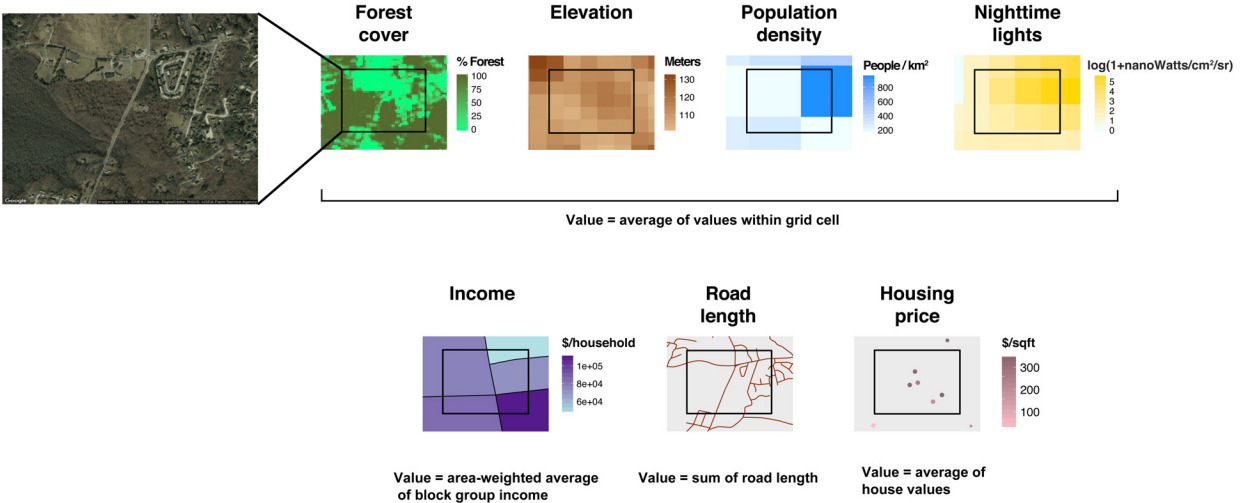 Forest
cover
Elevation
Population
density
Nighttime
lights
% Forest
100
75
50
25
0
Meters
130
120
110
People / km²
800
600
400
200
log(1+nanoWatts/cm²/sr)
5
4
3
2
1
0
Google
Value = average of values within grid cell
Income
Road
length
Housing
price
$/household
1e+05
8e+04
6e+04
$/sqft
300
200
100
Value = area-weighted average
of block group income
Value = sum of road length
Value = average of
house values